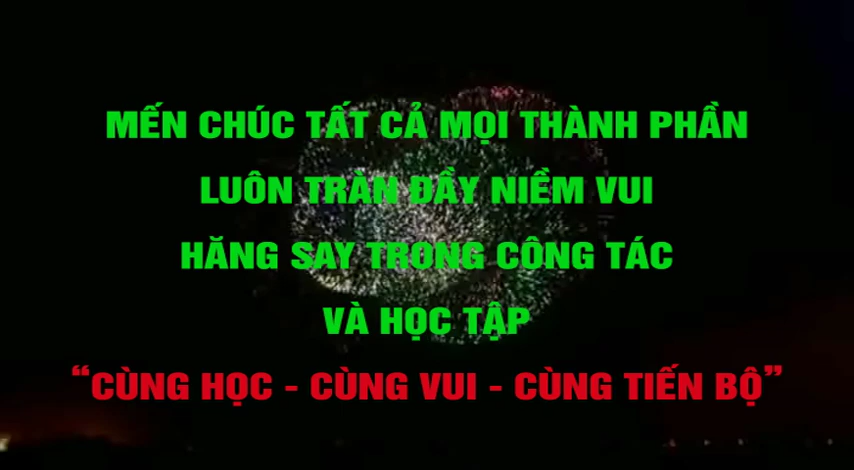 MẾN CHÚC TẤT CẢ MỌI THÀNH PHẦN
LUÔN TRÀN ĐẦY NIỀM VUI
HĂNG SAY TRONG CÔNG TÁC
VÀ HỌC TẬP
“CÙNG HỌC - CÙNG VUI - CÙNG TIẾN BỘ”